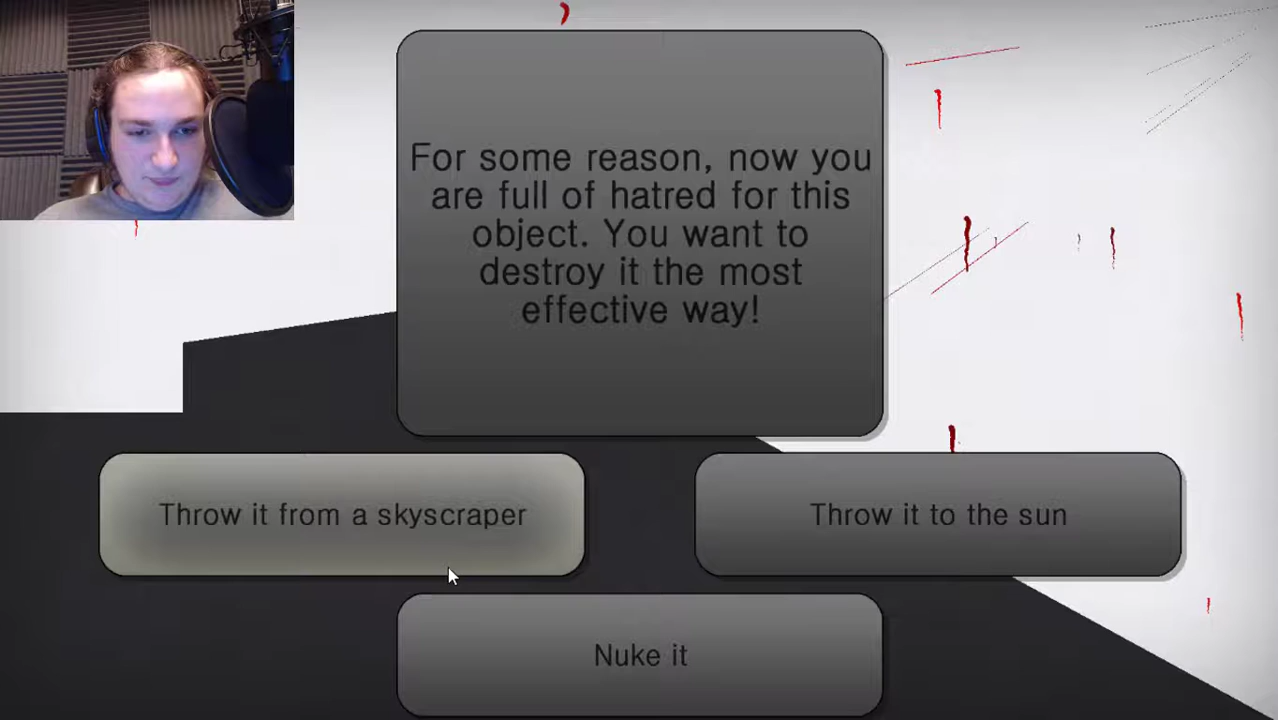 For some reason, now you
are full of hatred for this
object. You want to
destroy it the most
effective way!
Throw it from a skyscraper
Throw it to the sun
Nuke it